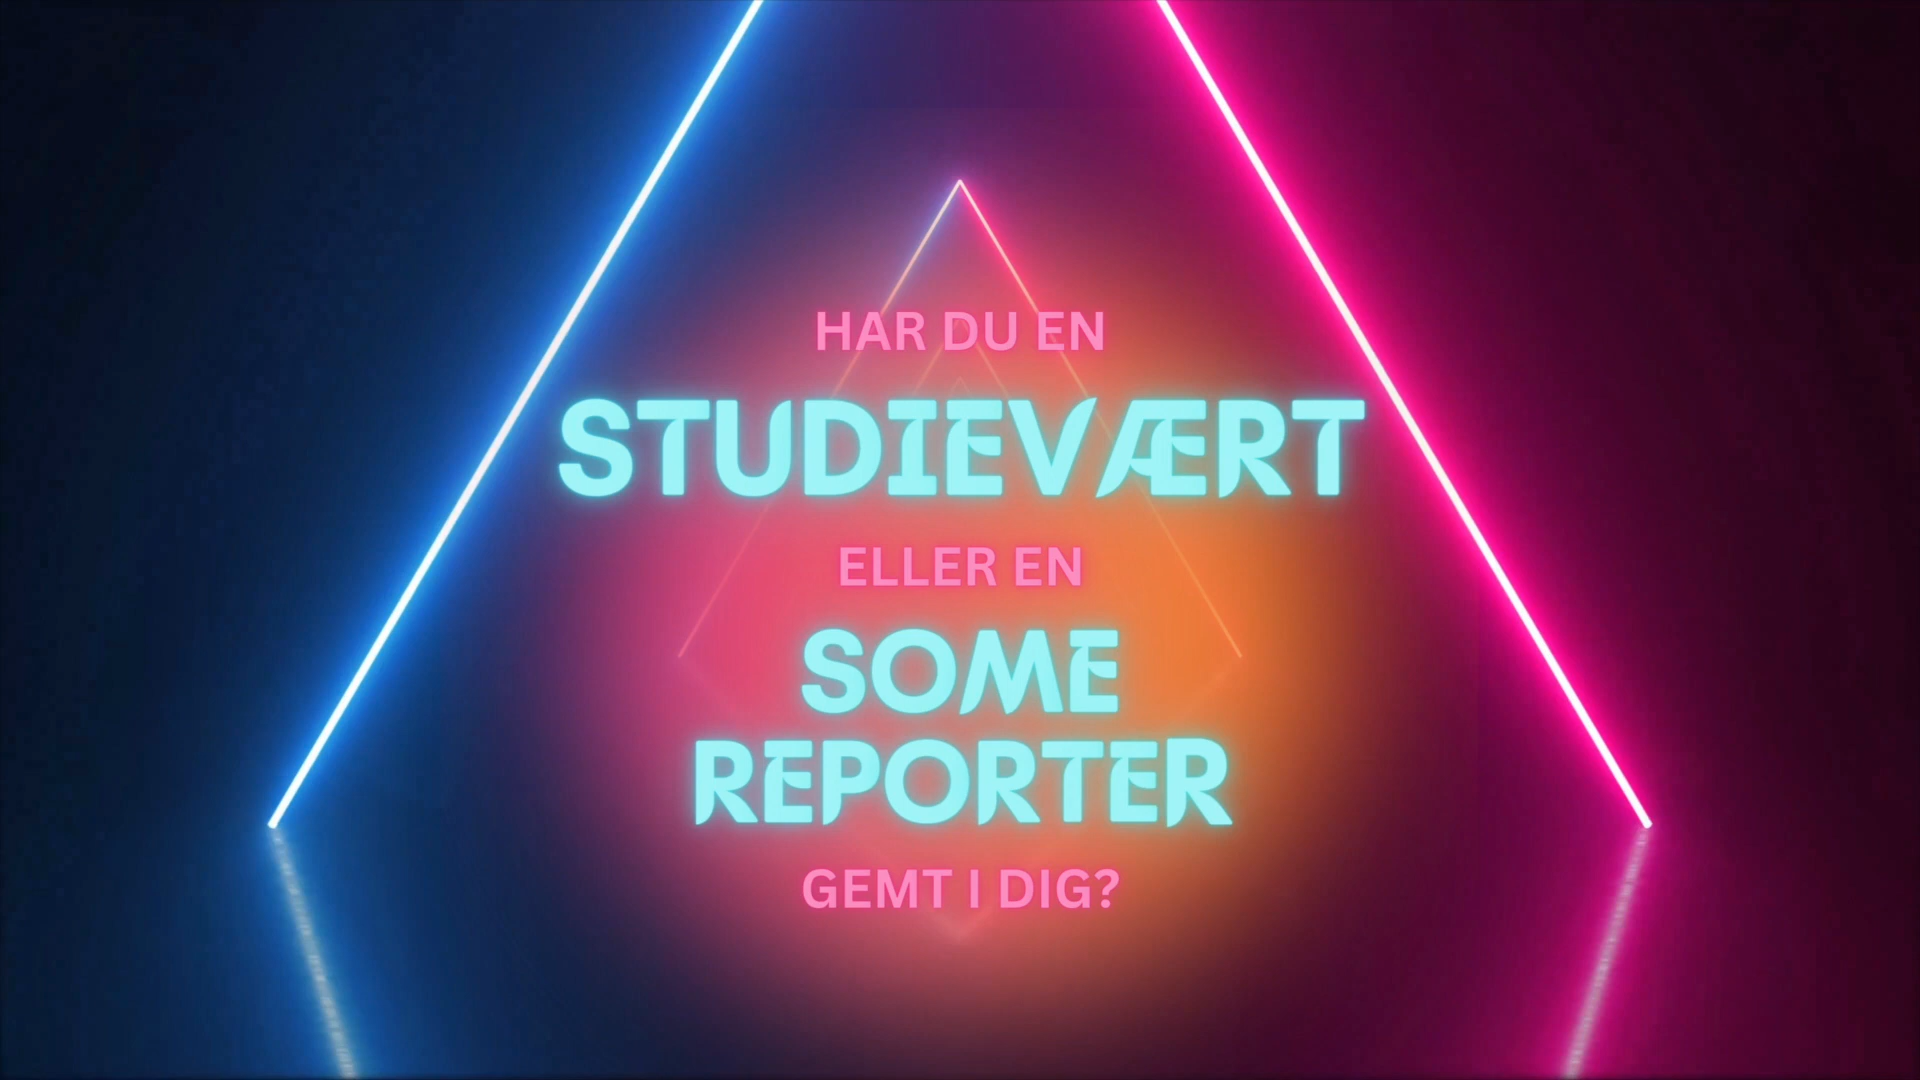 HAR DU EN
STUDIEVÆRT
ELLER EN
SOME
REPORTER
GEMT I DIG?